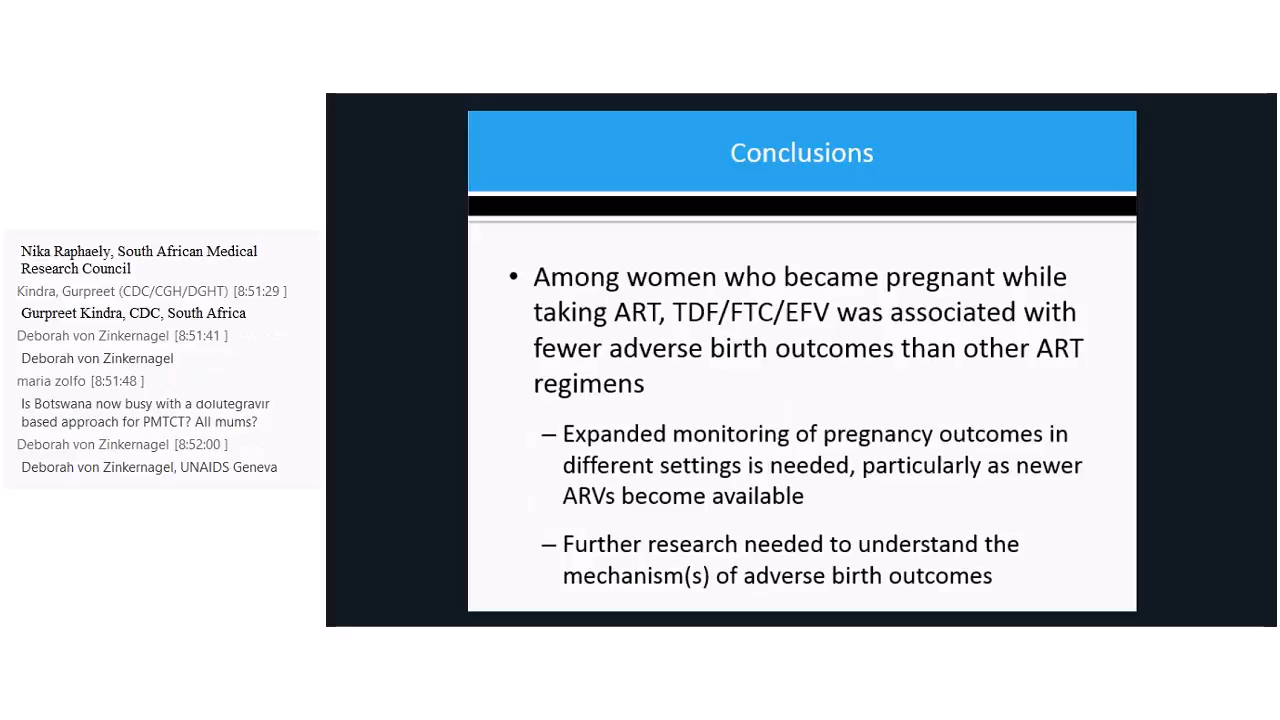 Nika Raphaely, South African Medical
Research Council
Kindra, Gurpreet (CDC/CGH/DGHT) [8:51:29 ]
Gurpreet Kindra, CDC, South Africa
Deborah von Zinkernagel [8:51:41 ]
Deborah von Zinkernagel
maria zolfo [8:51:48 ]
Is Botswana now busy with a dolutegravir
based approach for PMTCT? All mums?
Deborah von Zinkernagel [8:52:00 ]
Deborah von Zinkernagel, UNAIDS Geneva
Conclusions
• Among women who became pregnant while
taking ART, TDF/FTC/EFV was associated with
fewer adverse birth outcomes than other ART
regimens
– Expanded monitoring of pregnancy outcomes in
different settings is needed, particularly as newer
ARVs become available
– Further research needed to understand the
mechanism(s) of adverse birth outcomes